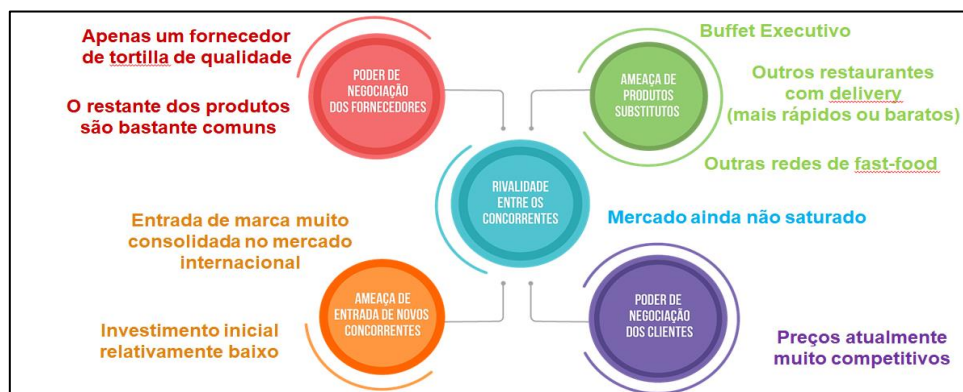 Apenas um fornecedor
de tortilla de qualidade
O restante dos produtos
são bastante comuns
PODER DE
NEGOCIAÇÃO
DOS FORNECEDORES
AMEAÇA DE
PRODUTOS
SUBSTITUTOS
Buffet Executivo
Outros restaurantes
com delivery
(mais rápidos ou baratos)
Outras redes de fast-food
RIVALIDADE
ENTRE OS
CONCORRENTES
Mercado ainda não saturado
Entrada de marca muito
consolidada no mercado
internacional
Investimento inicial
relativamente baixo
AMEAÇA DE
ENTRADA DE NOVOS
CONCORRENTES
PODER DE
NEGOCIAÇÃO
DOS CLIENTES
Preços atualmente
muito competitivos